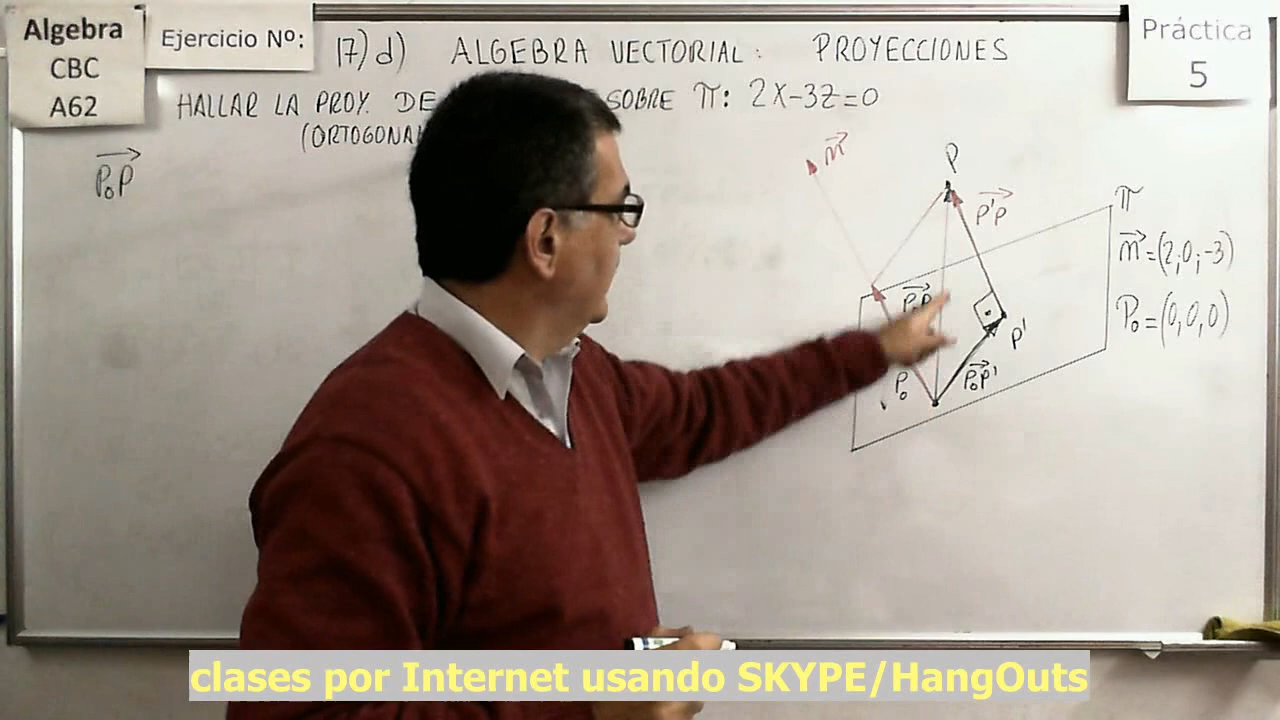 Algebra
CBC
A62
Ejercicio Nº:
17) d) ALGEBRA VECTORIAL: PROYECCIONES
Práctica
5
HALLAR LA PROY. DE SOBRE π: 2X-3Z=0
(ORTOGONAL
P₀P
n
P
P'P
π
n=(2;0;-3)
P₀P
P₀=(0,0,0)
P'
P₀
P₀P'
clases por Internet usando SKYPE/HangOuts